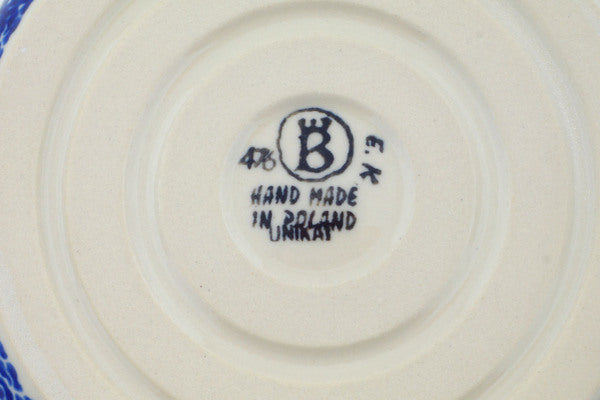 476 B E.K
HAND MADE
IN POLAND
UNIKAT